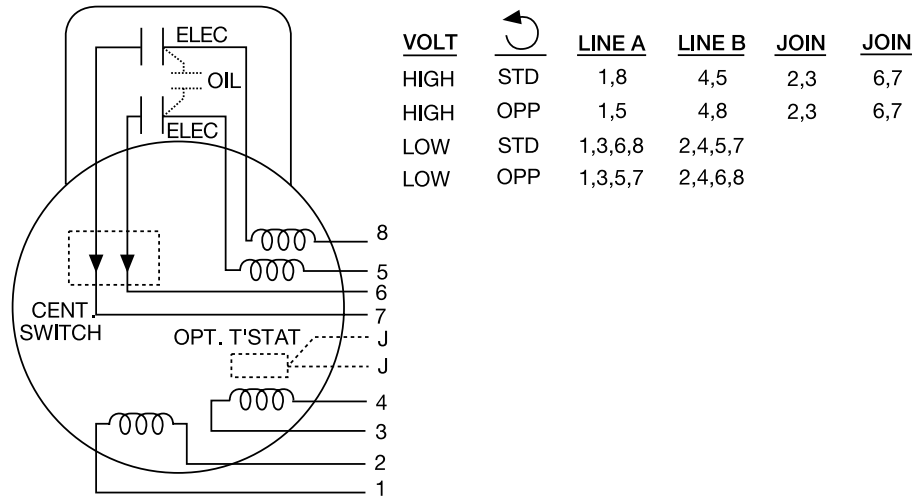 ELEC
OIL
ELEC
8
5
6
7
CENT.
SWITCH
OPT. T'STAT
J
J
4
3
2
1
VOLT LINE A LINE B JOIN JOIN
HIGH STD 1,8 4,5 2,3 6,7
HIGH OPP 1,5 4,8 2,3 6,7
LOW STD 1,3,6,8 2,4,5,7
LOW OPP 1,3,5,7 2,4,6,8